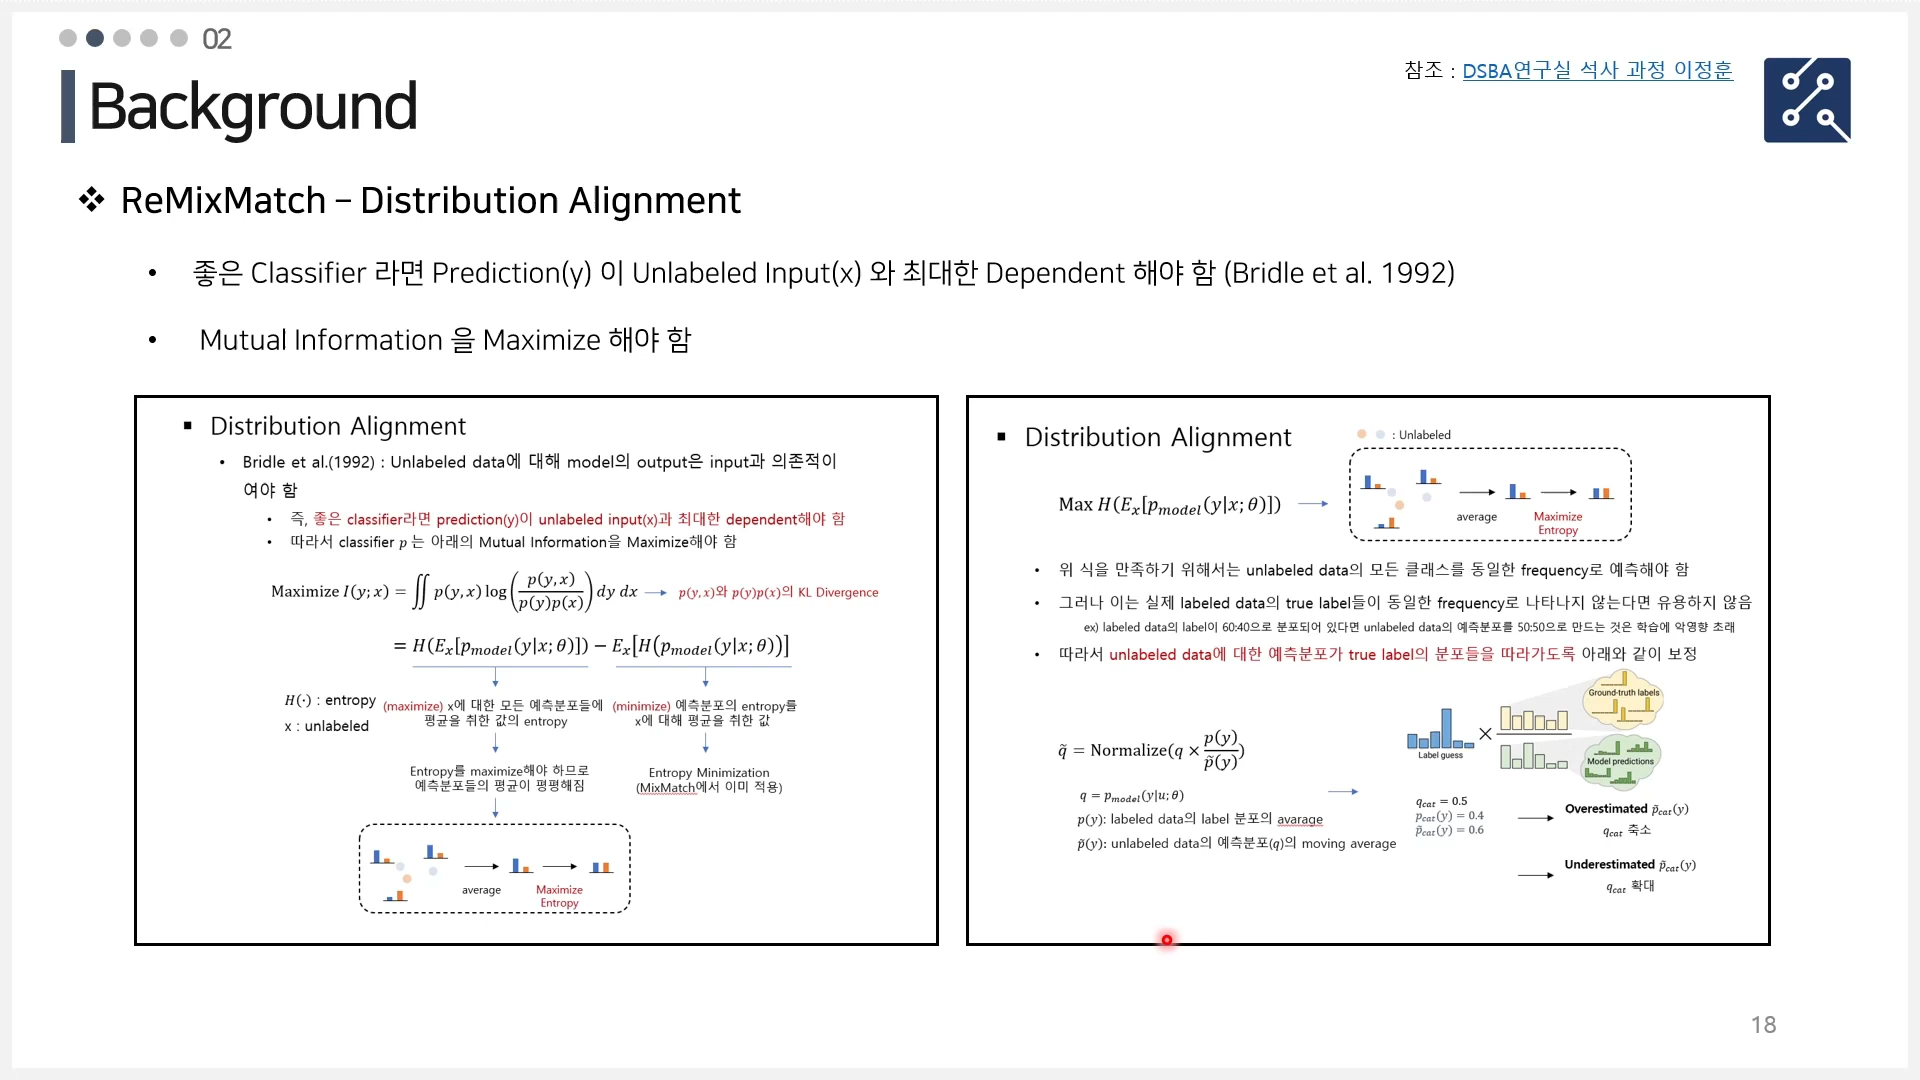 02
참조 : DSBA연구실 석사 과정 이정훈
Background
❖ ReMixMatch – Distribution Alignment
• 좋은 Classifier 라면 Prediction(y) 이 Unlabeled Input(x) 와 최대한 Dependent 해야 함 (Bridle et al. 1992)
• Mutual Information 을 Maximize 해야 함
▪ Distribution Alignment
• Bridle et al.(1992) : Unlabeled data에 대해 model의 output은 input과 의존적이
여야 함
• 즉, 좋은 classifier라면 prediction(y)이 unlabeled input(x)과 최대한 dependent해야 함
• 따라서 classifier p 는 아래의 Mutual Information을 Maximize해야 함
Maximize I(y; x) = ∬ p(y, x) log(p(y, x) / p(y)p(x)) dy dx → p(y, x)와 p(y)p(x)의 KL Divergence
= H(E_x[p_model(y|x; θ)]) − E_x[H(p_model(y|x; θ))]
H(·) : entropy
x : unlabeled
(maximize) x에 대한 모든 예측분포들에
평균을 취한 값의 entropy
(minimize) 예측분포의 entropy를
x에 대해 평균을 취한 값
Entropy를 maximize해야 하므로
예측분포들의 평균이 평평해짐
Entropy Minimization
(MixMatch에서 이미 적용)
average
Maximize
Entropy
▪ Distribution Alignment
: Unlabeled
Max H(E_x[p_model(y|x; θ)])
average
Maximize
Entropy
• 위 식을 만족하기 위해서는 unlabeled data의 모든 클래스를 동일한 frequency로 예측해야 함
• 그러나 이는 실제 labeled data의 true label들이 동일한 frequency로 나타나지 않는다면 유용하지 않음
ex) labeled data의 label이 60:40으로 분포되어 있다면 unlabeled data의 예측분포를 50:50으로 만드는 것은 학습에 악영향 초래
• 따라서 unlabeled data에 대한 예측분포가 true label의 분포들을 따라가도록 아래와 같이 보정
q̃ = Normalize(q × p(y) / p̃(y))
q = p_model(y|u; θ)
p(y): labeled data의 label 분포의 avarage
p̃(y): unlabeled data의 예측분포(q)의 moving average
Label guess
×
Ground-truth labels
Model predictions
q_cat = 0.5
p_cat(y) = 0.4
p̃_cat(y) = 0.6
Overestimated p̃_cat(y)
q_cat 축소
Underestimated p̃_cat(y)
q_cat 확대
18